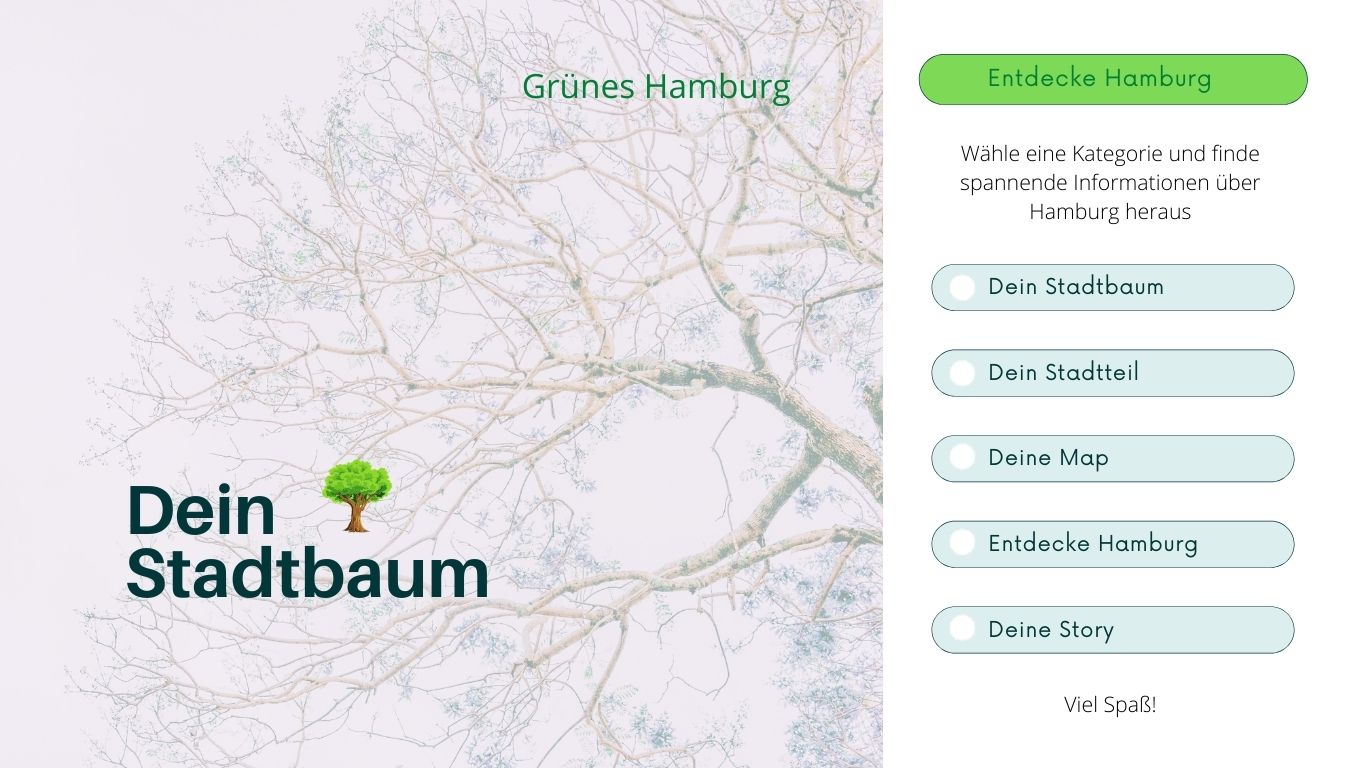 Grünes Hamburg
Dein
Stadtbaum
Entdecke Hamburg
Wähle eine Kategorie und finde
spannende Informationen über
Hamburg heraus
Dein Stadtbaum
Dein Stadtteil
Deine Map
Entdecke Hamburg
Deine Story
Viel Spaß!